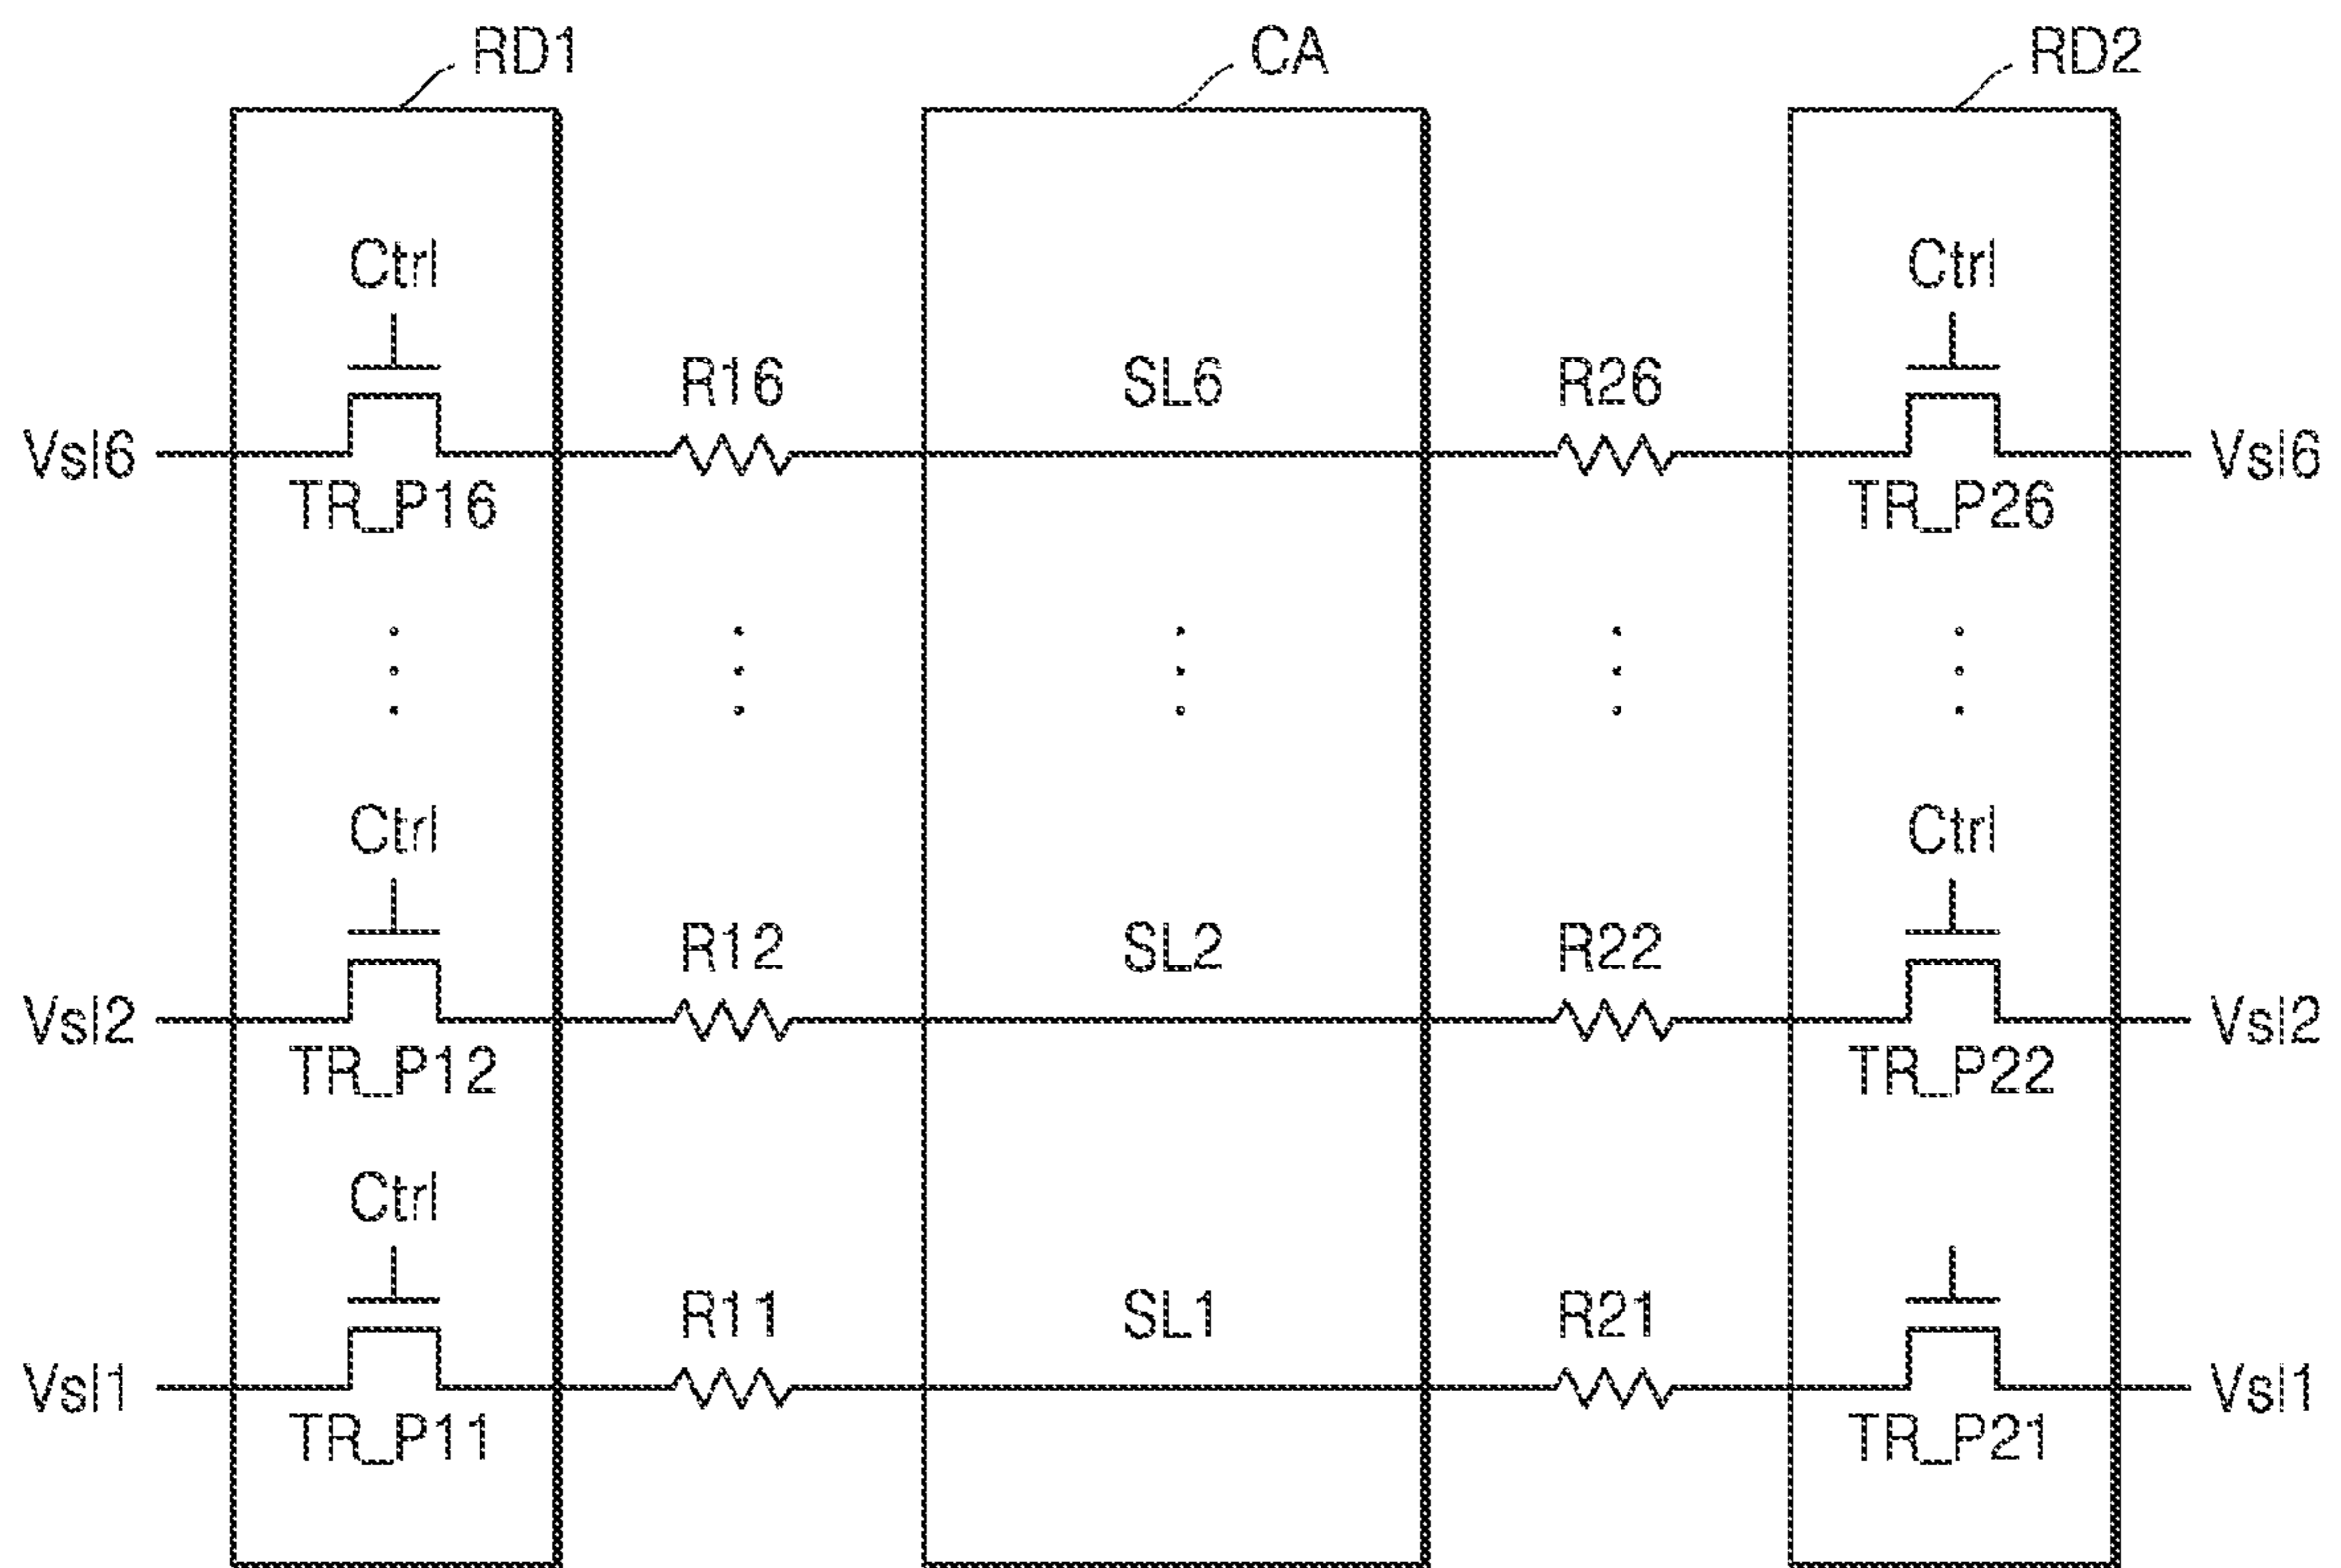 RD1 CA RD2
Ctrl Ctrl
R16 SL6 R26
Vsl6 Vsl6
TR_P16 TR_P26
Ctrl Ctrl
R12 SL2 R22
Vsl2 Vsl2
TR_P12 TR_P22
Ctrl
R11 SL1 R21
Vsl1 Vsl1
TR_P11 TR_P21